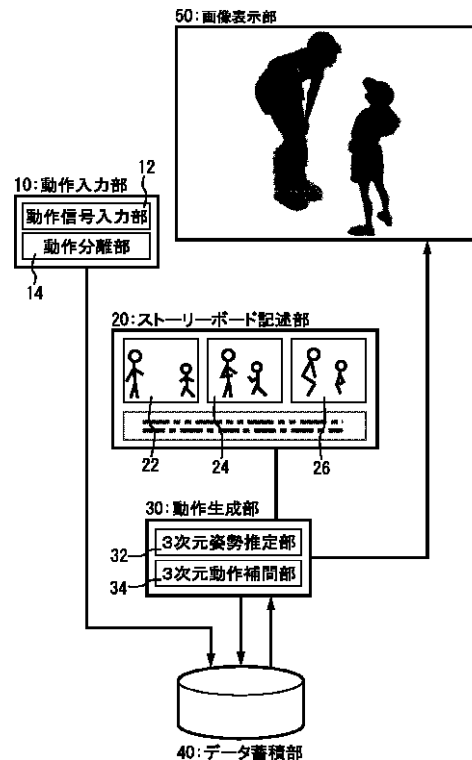 50:画像表示部
12
10:動作入力部
動作信号入力部
動作分離部
14
20:ストーリーボード記述部
22
24
26
30:動作生成部
32
3次元姿勢推定部
34
3次元動作補間部
40:データ蓄積部